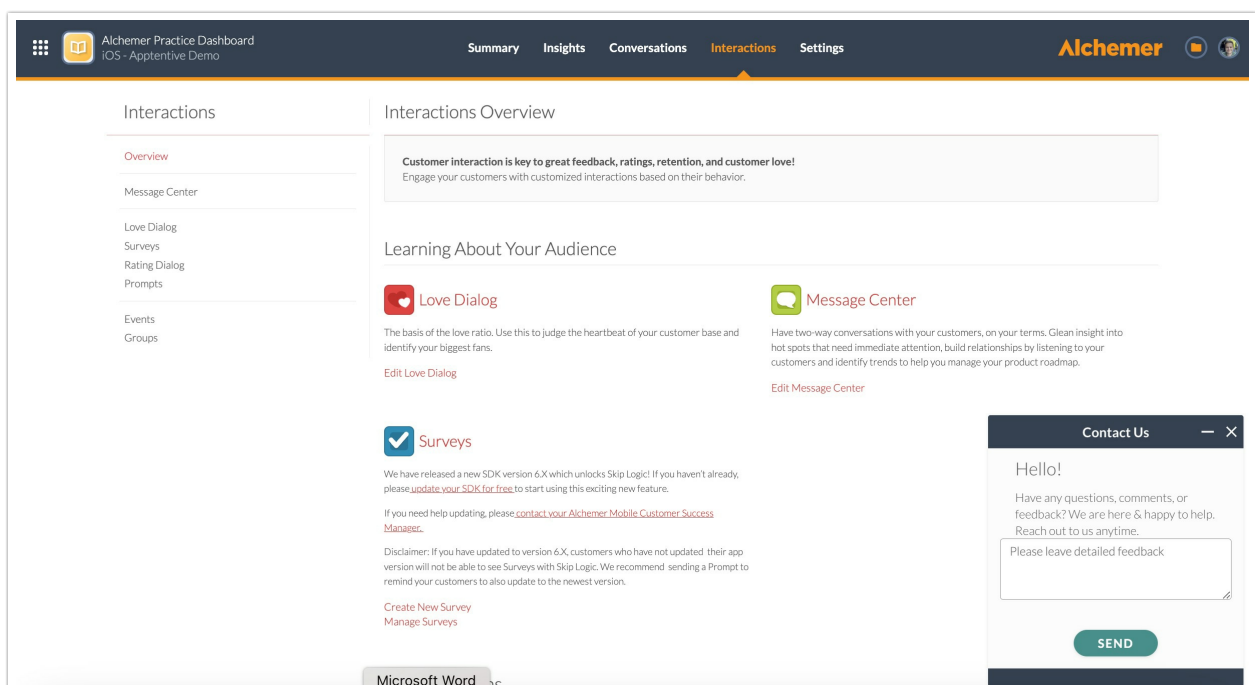 Alchemer Practice Dashboard
iOS - Apptentive Demo
Summary Insights Conversations Interactions Settings
Alchemer
Interactions
Overview
Message Center
Love Dialog
Surveys
Rating Dialog
Prompts
Events
Groups
Interactions Overview
Customer interaction is key to great feedback, ratings, retention, and customer love!
Engage your customers with customized interactions based on their behavior.
Learning About Your Audience
Love Dialog
The basis of the love ratio. Use this to judge the heartbeat of your customer base and
identify your biggest fans.
Edit Love Dialog
Message Center
Have two-way conversations with your customers, on your terms. Glean insight into
hot spots that need immediate attention, build relationships by listening to your
customers and identify trends to help you manage your product roadmap.
Edit Message Center
Surveys
We have released a new SDK version 6.X which unlocks Skip Logic! If you haven't already,
please update your SDK for free to start using this exciting new feature.
If you need help updating, please contact your Alchemer Mobile Customer Success
Manager.
Disclaimer: If you have updated to version 6.X, customers who have not updated their app
version will not be able to see Surveys with Skip Logic. We recommend sending a Prompt to
remind your customers to also update to the newest version.
Create New Survey
Manage Surveys
Contact Us
Hello!
Have any questions, comments, or
feedback? We are here & happy to help.
Reach out to us anytime.
Please leave detailed feedback
SEND
Microsoft Word